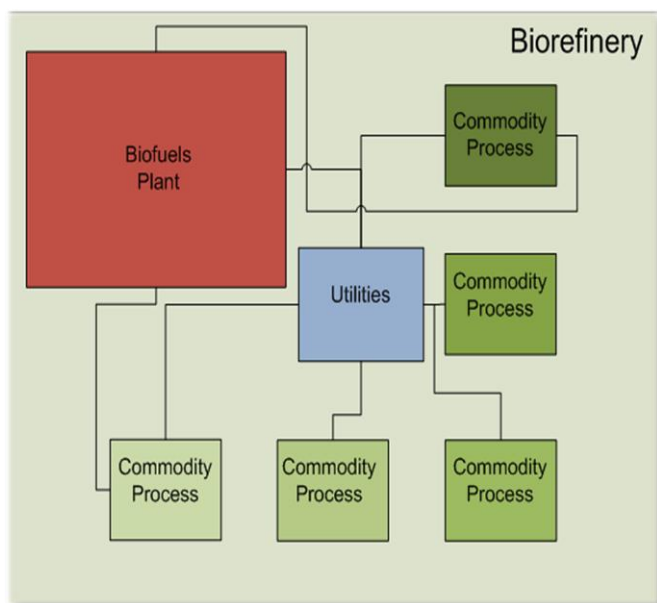 Biorefinery
Biofuels
Plant
Commodity
Process
Utilities
Commodity
Process
Commodity
Process
Commodity
Process
Commodity
Process